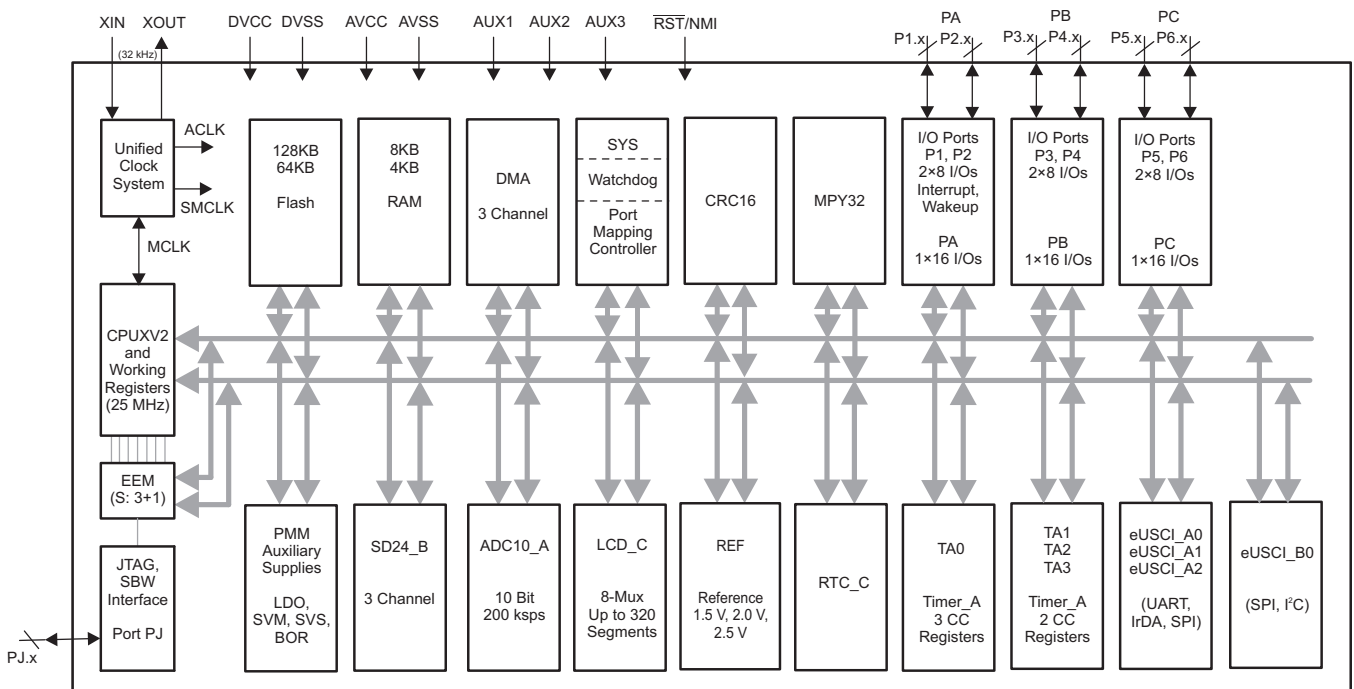 XIN XOUT DVCC DVSS AVCC AVSS AUX1 AUX2 AUX3 RST/NMI PA PB PC
P1.x P2.x P3.x P4.x P5.x P6.x
(32 kHz)
Unified
Clock
System
ACLK
SMCLK
MCLK
128KB
64KB
Flash
8KB
4KB
RAM
DMA
3 Channel
SYS
Watchdog
Port
Mapping
Controller
CRC16
MPY32
I/O Ports
P1, P2
2×8 I/Os
Interrupt,
Wakeup
PA
1×16 I/Os
I/O Ports
P3, P4
2×8 I/Os
PB
1×16 I/Os
I/O Ports
P5, P6
2×8 I/Os
PC
1×16 I/Os
CPUXV2
and
Working
Registers
(25 MHz)
EEM
(S: 3+1)
JTAG,
SBW
Interface
Port PJ
PJ.x
PMM
Auxiliary
Supplies
LDO,
SVM, SVS,
BOR
SD24_B
3 Channel
ADC10_A
10 Bit
200 ksps
LCD_C
8-Mux
Up to 320
Segments
REF
Reference
1.5 V, 2.0 V,
2.5 V
RTC_C
TA0
Timer_A
3 CC
Registers
TA1
TA2
TA3
Timer_A
2 CC
Registers
eUSCI_A0
eUSCI_A1
eUSCI_A2
(UART,
IrDA, SPI)
eUSCI_B0
(SPI, I²C)